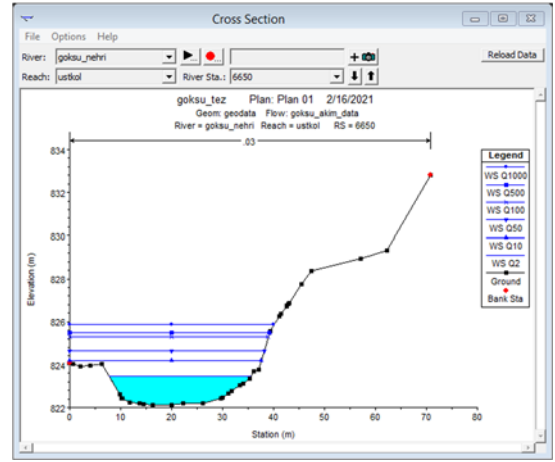 Cross Section
File Options Help
River: goksu_nehri Reload Data
Reach: ustkol River Sta.: 6650
goksu_tez Plan: Plan 01 2/16/2021
Geom: geodata Flow: goksu_akim_data
River = goksu_nehri Reach = ustkol RS = 6650
.03
834
832
830
828
826
824
822
Elevation (m)
0 10 20 30 40 50 60 70 80
Station (m)
Legend
WS Q1000
WS Q500
WS Q100
WS Q50
WS Q10
WS Q2
Ground
Bank Sta